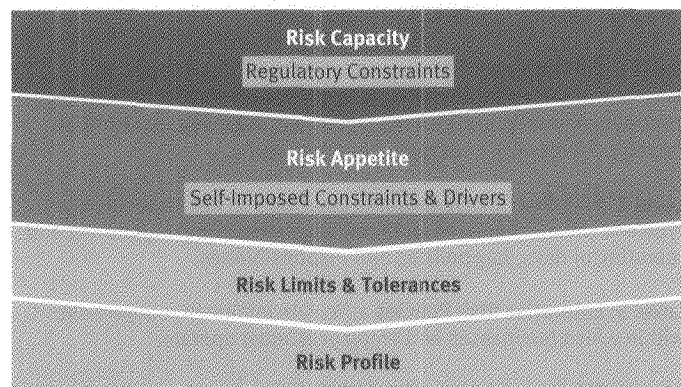 Risk Capacity
Regulatory Constraints
Risk Appetite
Self-Imposed Constraints & Drivers
Risk Limits & Tolerances
Risk Profile